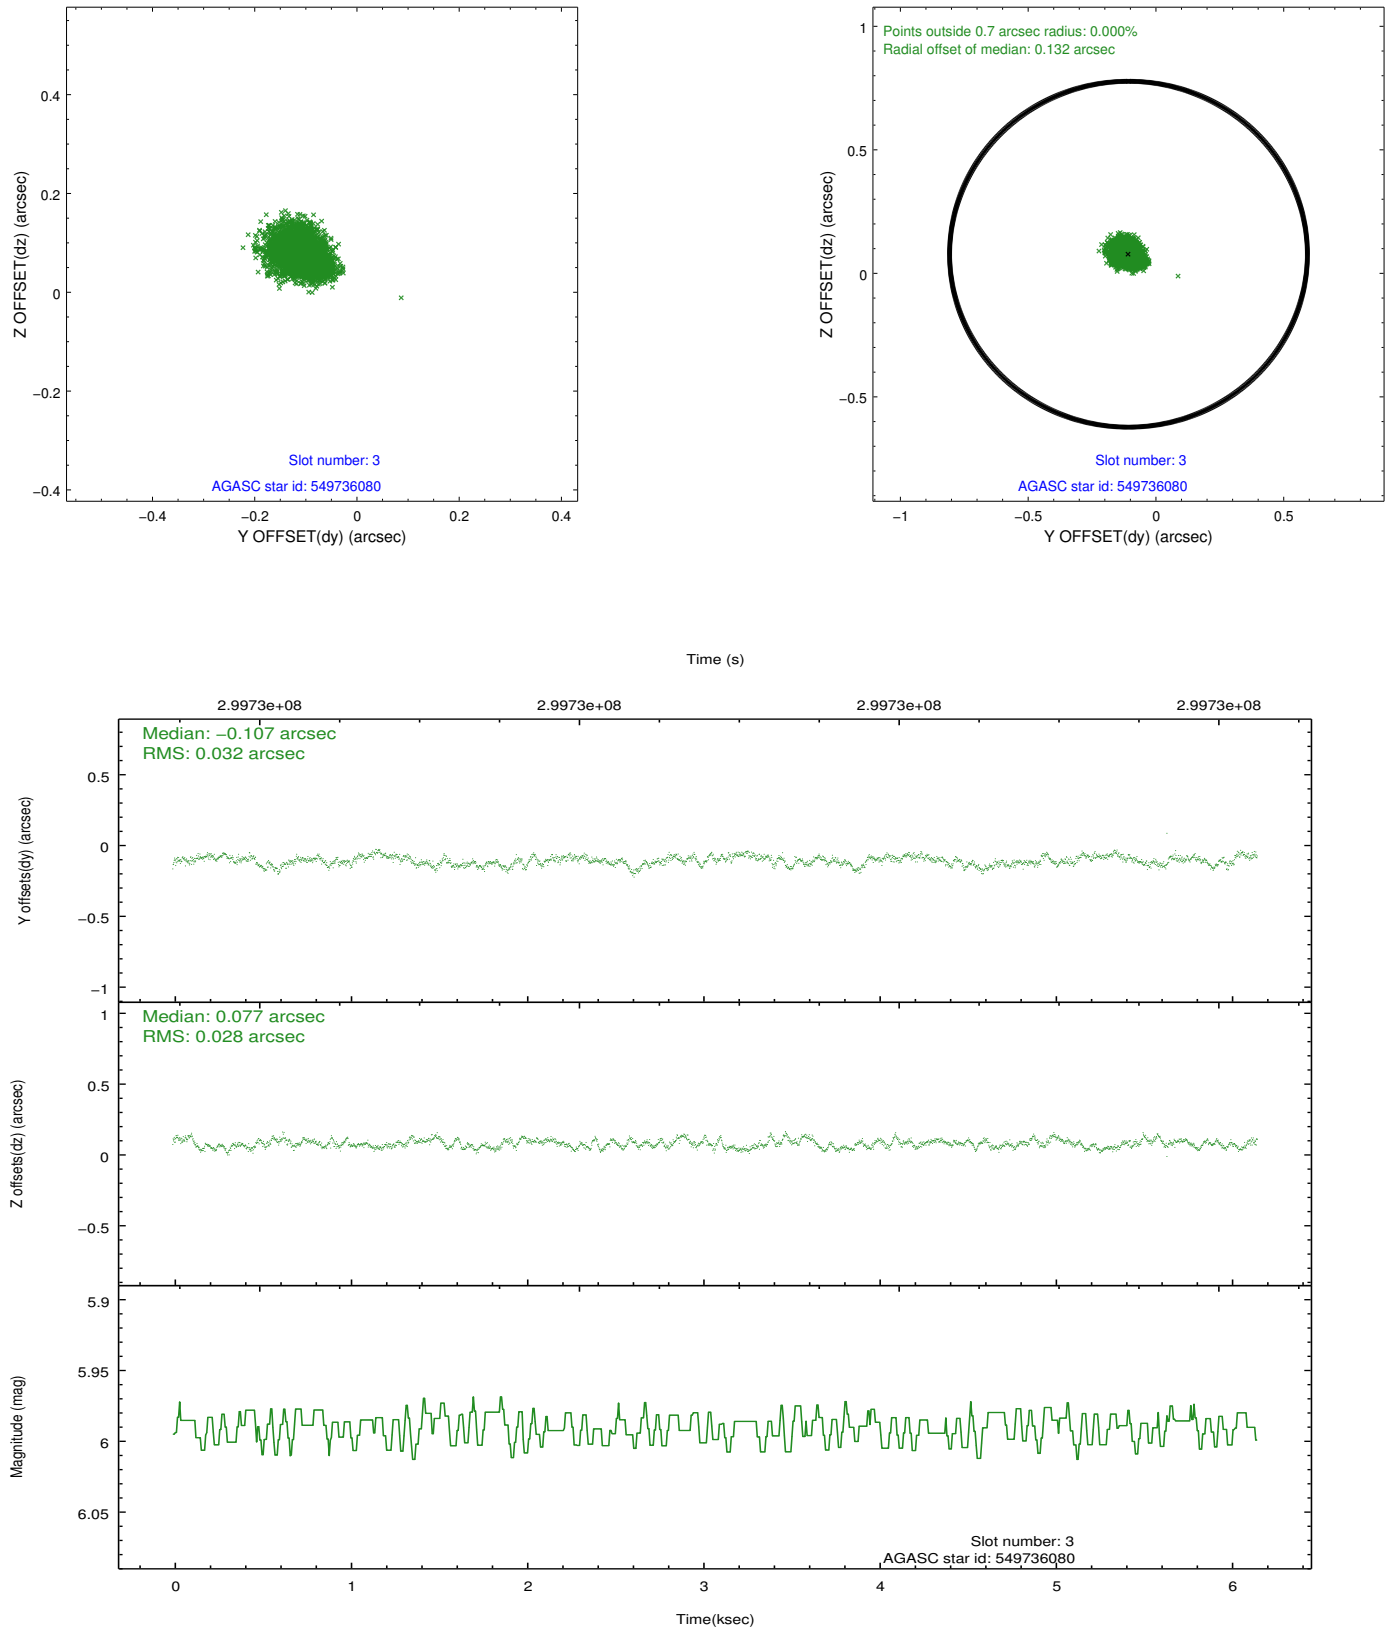 0.4
0.2
0
−0.2
−0.4
Z OFFSET(dz) (arcsec)
Slot number: 3
AGASC star id: 549736080
−0.4 −0.2 0 0.2 0.4
Y OFFSET(dy) (arcsec)
Points outside 0.7 arcsec radius: 0.000%
Radial offset of median: 0.132 arcsec
1
0.5
0
−0.5
Z OFFSET(dz) (arcsec)
Slot number: 3
AGASC star id: 549736080
−1 −0.5 0 0.5
Y OFFSET(dy) (arcsec)
Time (s)
2.9973e+08 2.9973e+08 2.9973e+08 2.9973e+08
Median: −0.107 arcsec
RMS: 0.032 arcsec
0.5
0
−0.5
−1
Y offsets(dy) (arcsec)
Median: 0.077 arcsec
RMS: 0.028 arcsec
1
0.5
0
−0.5
Z offsets(dz) (arcsec)
5.9
5.95
6
6.05
Magnitude (mag)
Slot number: 3
AGASC star id: 549736080
0 1 2 3 4 5 6
Time(ksec)